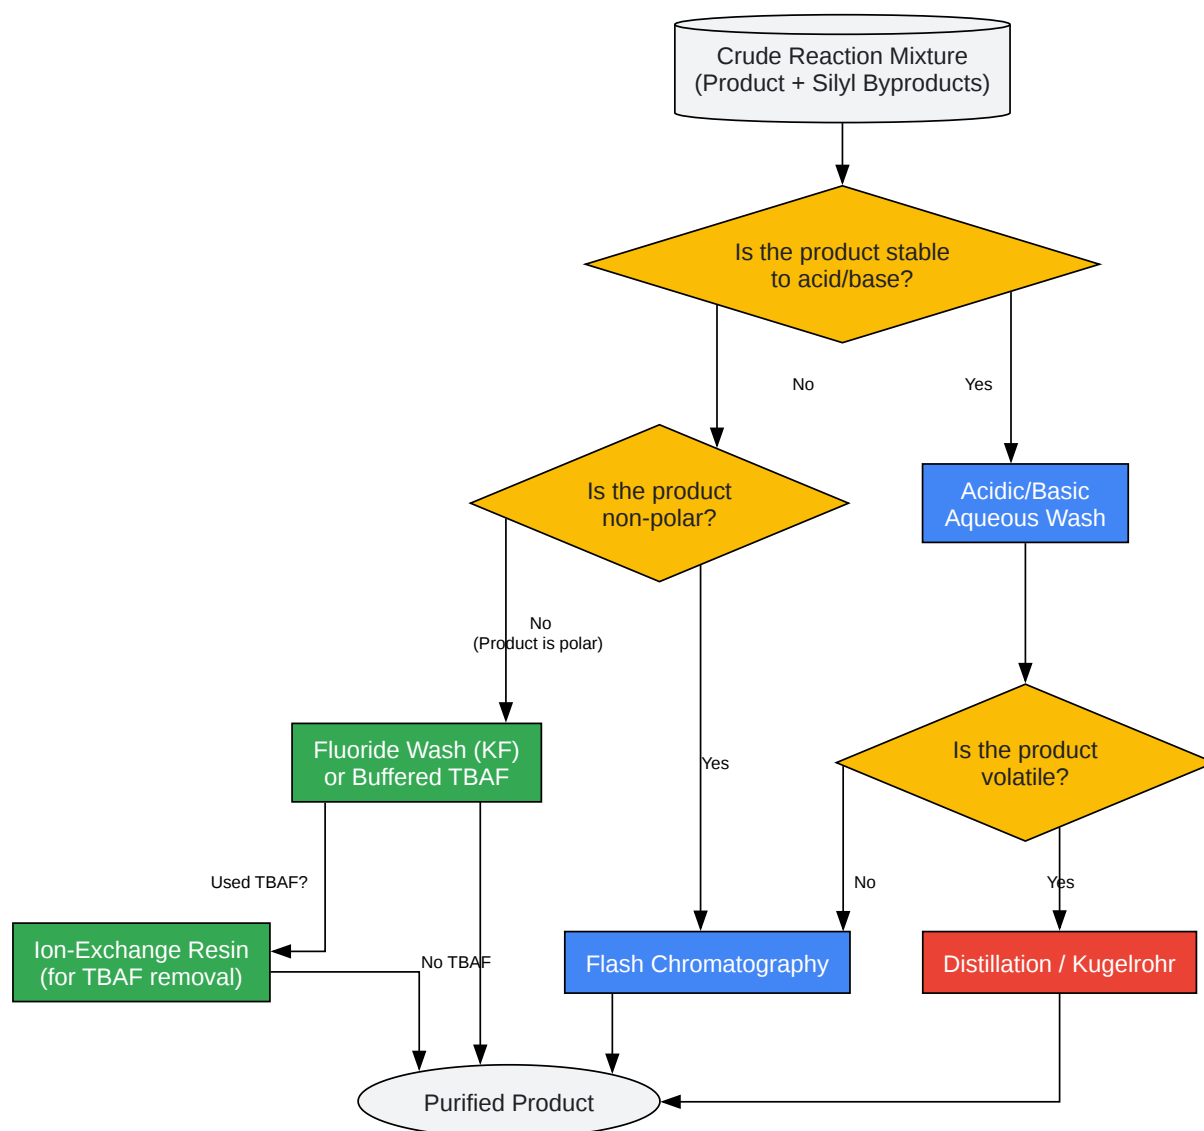 Crude Reaction Mixture
(Product + Silyl Byproducts)
Is the product stable
to acid/base?
No
Yes
Is the product
non-polar?
Acidic/Basic
Aqueous Wash
No
(Product is polar)
Fluoride Wash (KF)
or Buffered TBAF
Yes
Is the product
volatile?
Used TBAF?
No
Yes
Ion-Exchange Resin
(for TBAF removal)
No TBAF
Flash Chromatography
Distillation / Kugelrohr
Purified Product